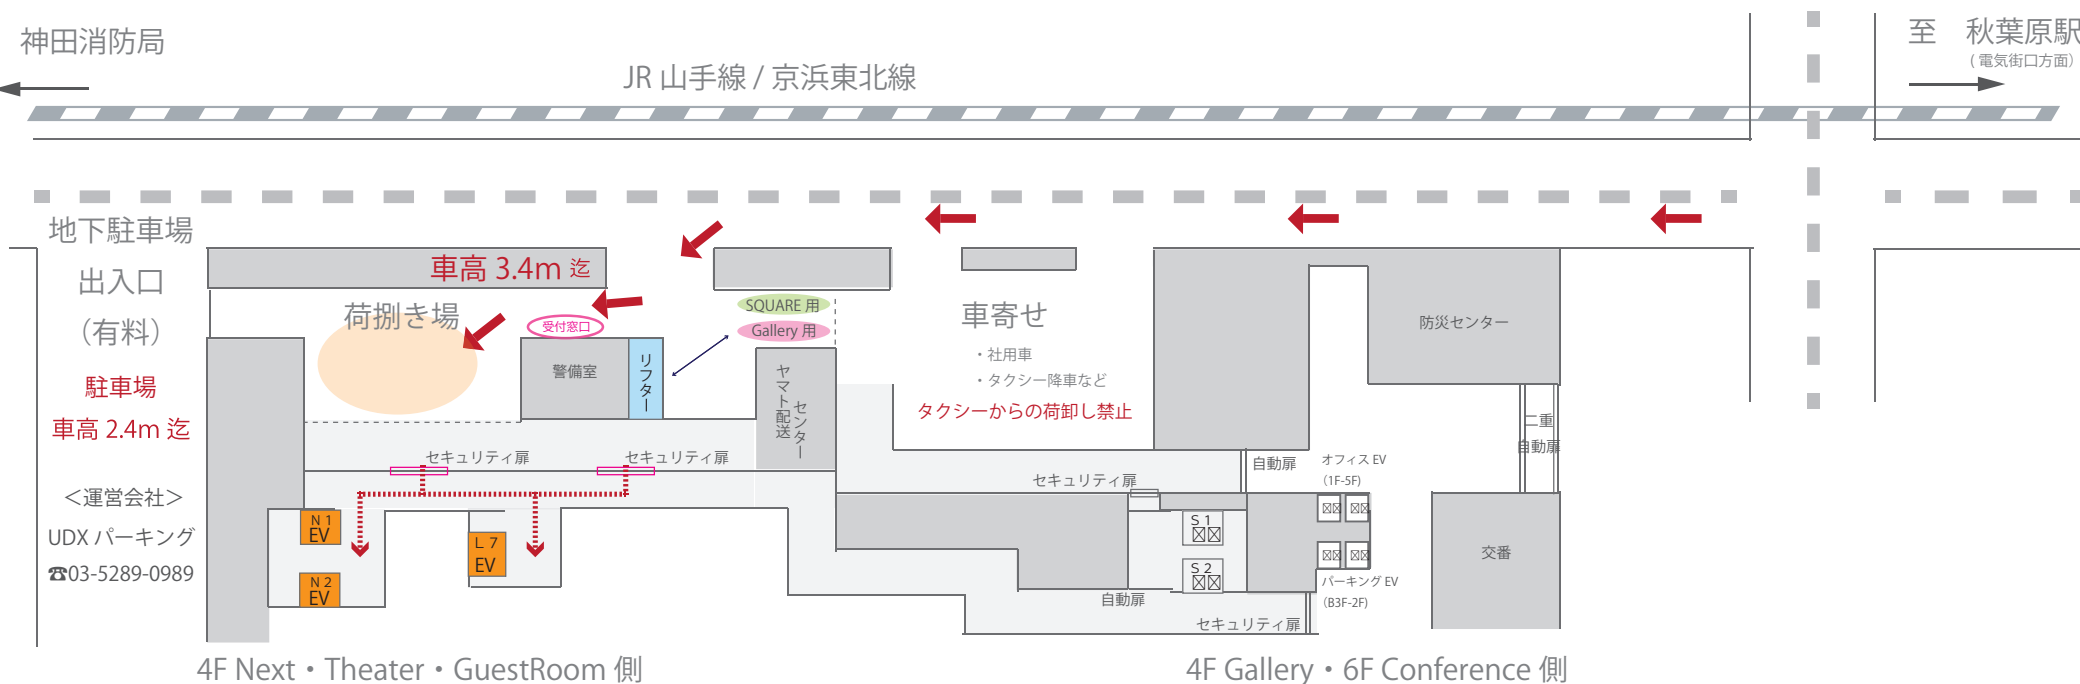 神田消防局
JR 山手線 / 京浜東北線
至　秋葉原駅
( 電気街口方面)
地下駐車場
出入口
（有料）
駐車場
車高 2.4m 迄
＜運営会社＞
UDX パーキング
☎03-5289-0989
車高 3.4m 迄
荷捌き場
受付窓口
警備室
リフター
SQUARE 用
Gallery 用
ヤマト配送
センター
車寄せ
・社用車
・タクシー降車など
タクシーからの荷卸し禁止
防災センター
二重
自動扉
セキュリティ扉
セキュリティ扉
セキュリティ扉
自動扉
オフィス EV
（1F-5F）
N 1
EV
N 2
EV
L 7
EV
S 1
S 2
パーキング EV
（B3F-2F）
交番
自動扉
セキュリティ扉
4F Next・Theater・GuestRoom 側
4F Gallery・6F Conference 側